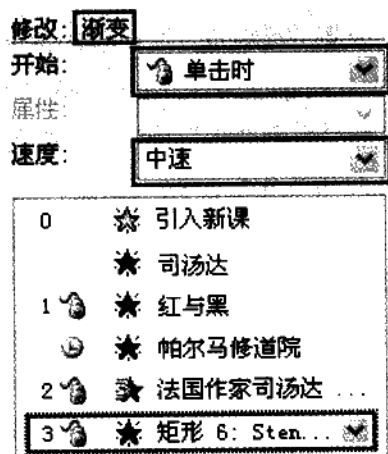 修改: 渐变
开始: 单击时
属性:
速度: 中速
0 引入新课
司汤达
1 红与黑
帕尔马修道院
2 法国作家司汤达 ...
3 矩形 6: Sten...